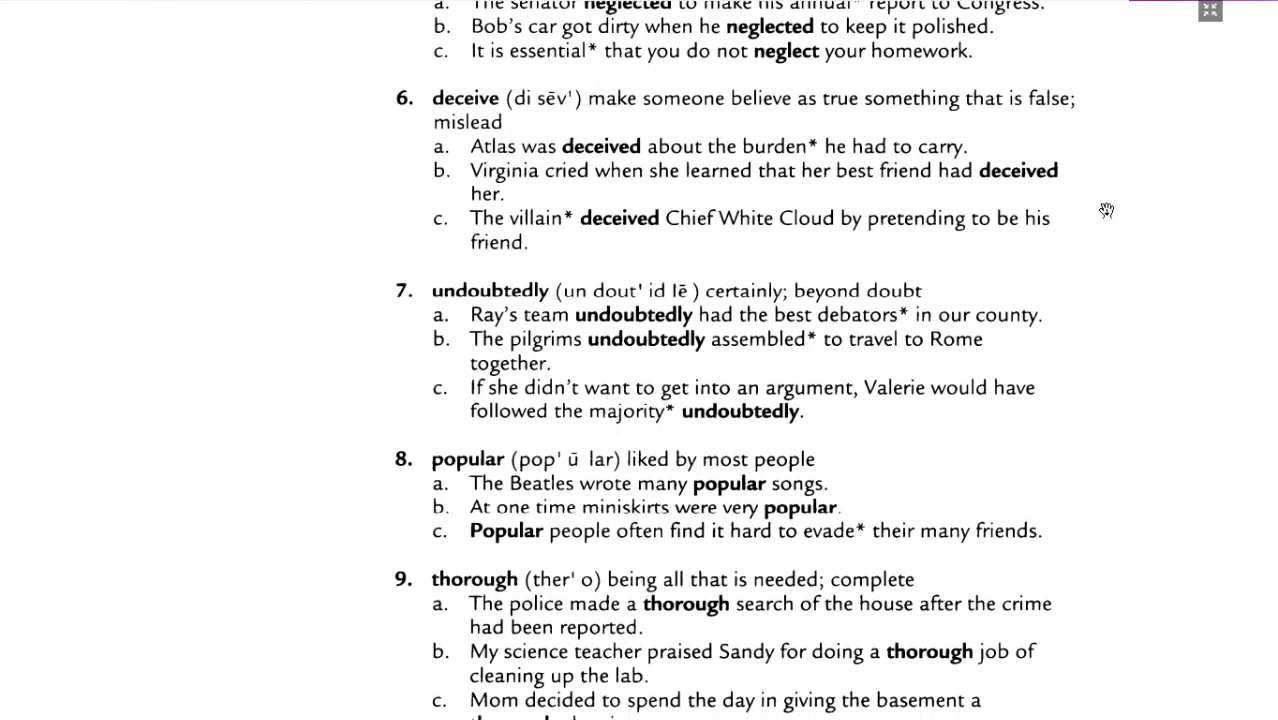 a. The senator neglected to make his annual* report to Congress.
b. Bob's car got dirty when he neglected to keep it polished.
c. It is essential* that you do not neglect your homework.
6. deceive (di sēv') make someone believe as true something that is false;
mislead
a. Atlas was deceived about the burden* he had to carry.
b. Virginia cried when she learned that her best friend had deceived
her.
c. The villain* deceived Chief White Cloud by pretending to be his
friend.
7. undoubtedly (un dout' id lē ) certainly; beyond doubt
a. Ray's team undoubtedly had the best debators* in our county.
b. The pilgrims undoubtedly assembled* to travel to Rome
together.
c. If she didn't want to get into an argument, Valerie would have
followed the majority* undoubtedly.
8. popular (pop' ū lar) liked by most people
a. The Beatles wrote many popular songs.
b. At one time miniskirts were very popular.
c. Popular people often find it hard to evade* their many friends.
9. thorough (ther' o) being all that is needed; complete
a. The police made a thorough search of the house after the crime
had been reported.
b. My science teacher praised Sandy for doing a thorough job of
cleaning up the lab.
c. Mom decided to spend the day in giving the basement a